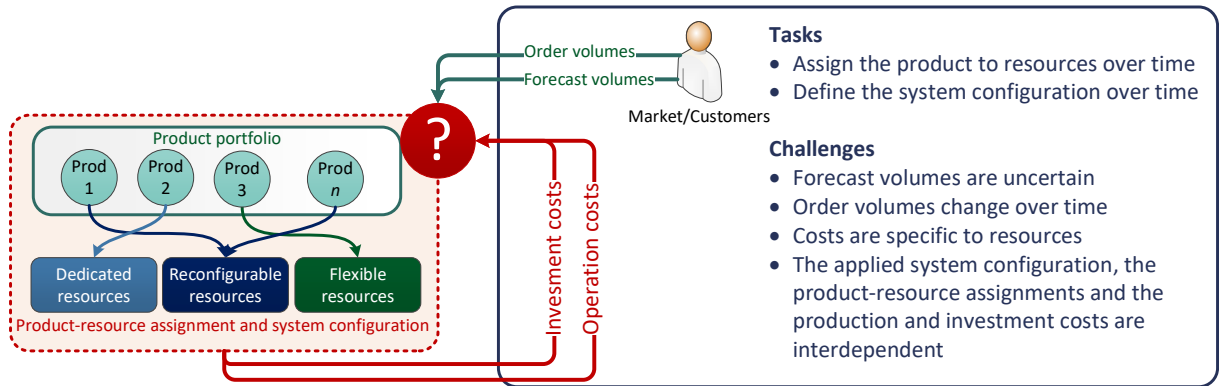 Order volumes
Forecast volumes
Market/Customers
?
Product portfolio
Prod
1
Prod
2
Prod
3
Prod
n
Dedicated
resources
Reconfigurable
resources
Flexible
resources
Product-resource assignment and system configuration
Invesment costs
Operation costs
Tasks
• Assign the product to resources over time
• Define the system configuration over time
Challenges
• Forecast volumes are uncertain
• Order volumes change over time
• Costs are specific to resources
• The applied system configuration, the
product-resource assignments and the
production and investment costs are
interdependent